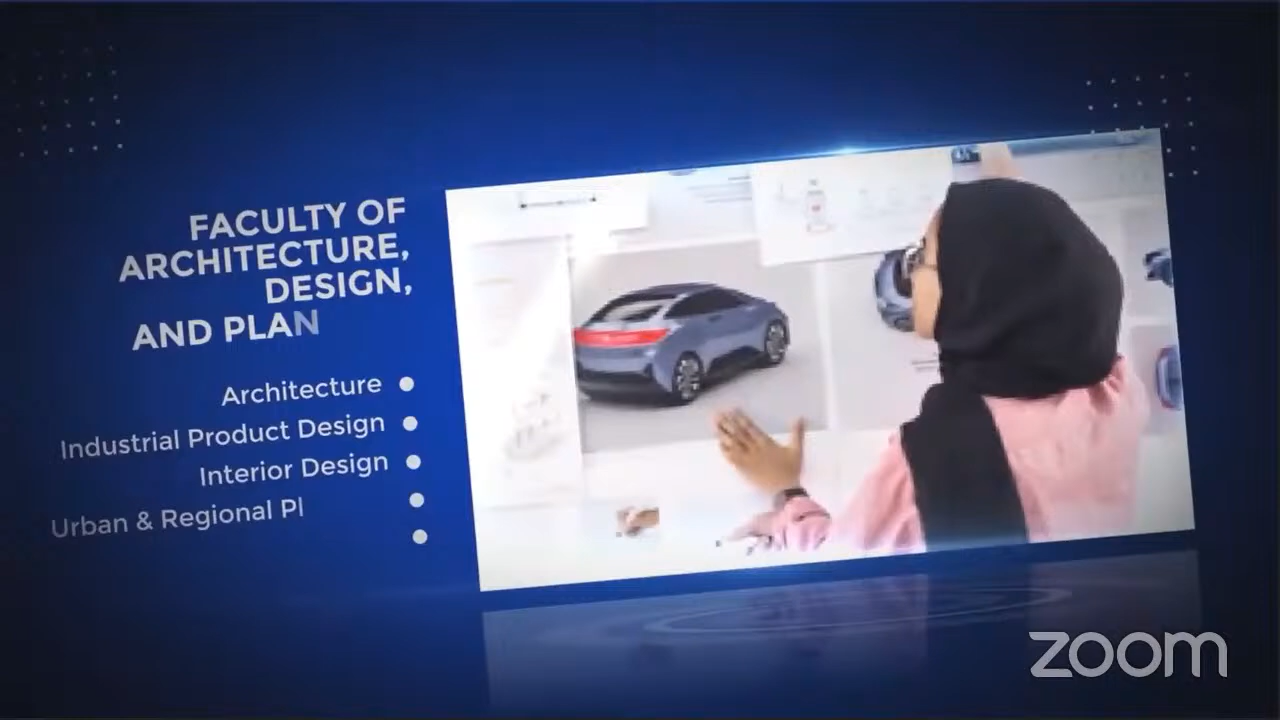 FACULTY OF
ARCHITECTURE,
DESIGN,
AND PLAN
Architecture
Industrial Product Design
Interior Design
Urban & Regional Pl
zoom